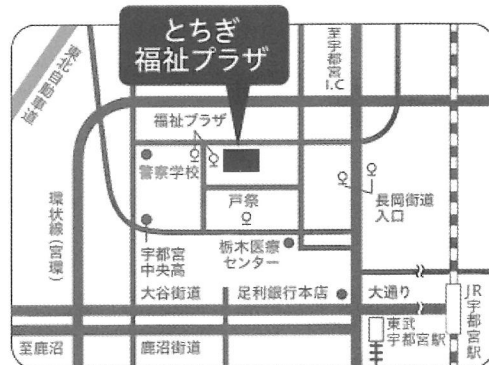 とちぎ
福祉プラザ
至宇都宮
I.C
東北自動車道
福祉プラザ
警察学校
戸祭
長岡街道
入口
環状線(宮環)
宇都宮
中央高
栃木医療
センター
大谷街道
足利銀行本店
大通り
JR宇都宮駅
東武
宇都宮駅
至鹿沼
鹿沼街道